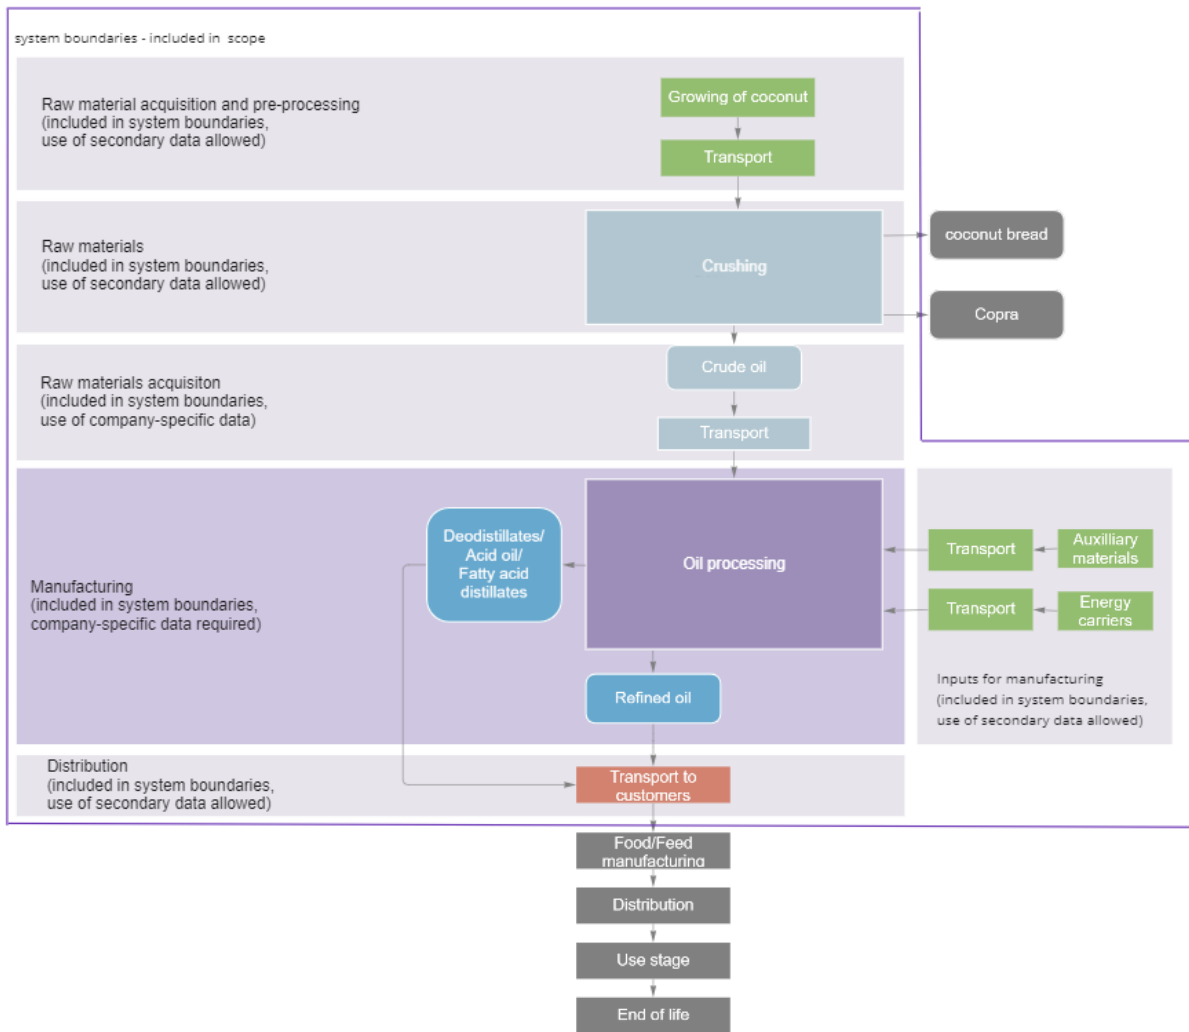 system boundaries - included in scope
Raw material acquisition and pre-processing
(included in system boundaries,
use of secondary data allowed)
Growing of coconut
Transport
Raw materials
(included in system boundaries,
use of secondary data allowed)
Crushing
coconut bread
Copra
Raw materials acquisiton
(included in system boundaries,
use of company-specific data)
Crude oil
Transport
Manufacturing
(included in system boundaries,
company-specific data required)
Deodistillates/
Acid oil/
Fatty acid
distillates
Oil processing
Refined oil
Transport
Auxilliary
materials
Transport
Energy
carriers
Inputs for manufacturing
(included in system boundaries,
use of secondary data allowed)
Distribution
(included in system boundaries,
use of secondary data allowed)
Transport to
customers
Food/Feed
manufacturing
Distribution
Use stage
End of life